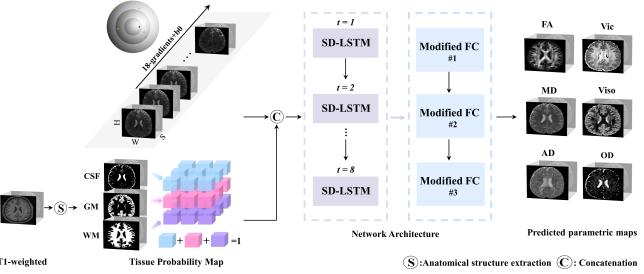 18-gradients+b0
H
W
S
CSF
GM
WM
T1-weighted
S
Tissue Probability Map
+ + =1
C
t = 1
SD-LSTM
t = 2
SD-LSTM
t = 8
SD-LSTM
Modified FC
#1
Modified FC
#2
Modified FC
#3
Network Architecture
FA
Vic
MD
Viso
AD
OD
Predicted parametric maps
S :Anatomical structure extraction C : Concatenation